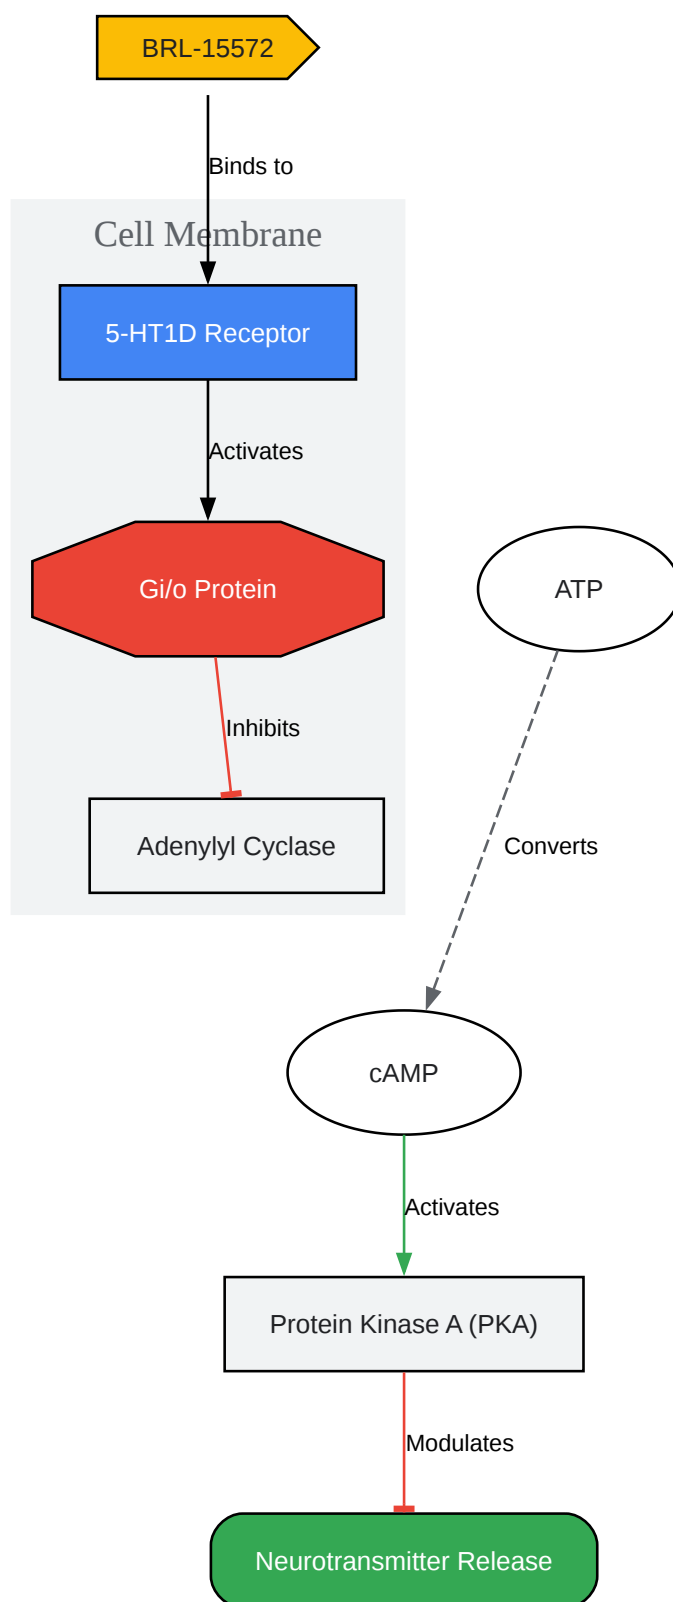 BRL-15572
Binds to
Cell Membrane
5-HT1D Receptor
Activates
Gi/o Protein
ATP
Inhibits
Adenylyl Cyclase
Converts
cAMP
Activates
Protein Kinase A (PKA)
Modulates
Neurotransmitter Release